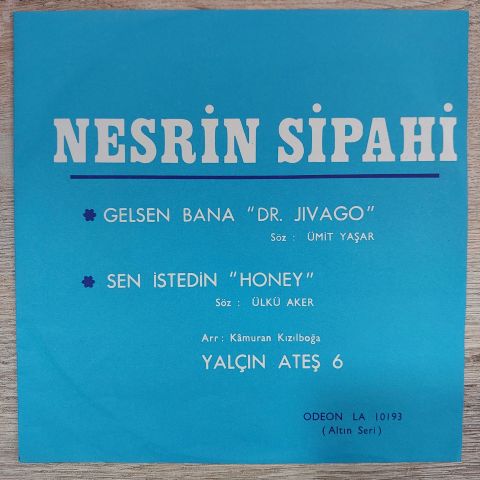 NESRİN SİPAHİ
GELSEN BANA "DR. JIVAGO"
Söz : ÜMİT YAŞAR
SEN İSTEDİN "HONEY"
Söz : ÜLKÜ AKER
Arr : Kâmuran Kızılboğa
YALÇIN ATEŞ 6
ODEON LA 10193
(Altın Seri)